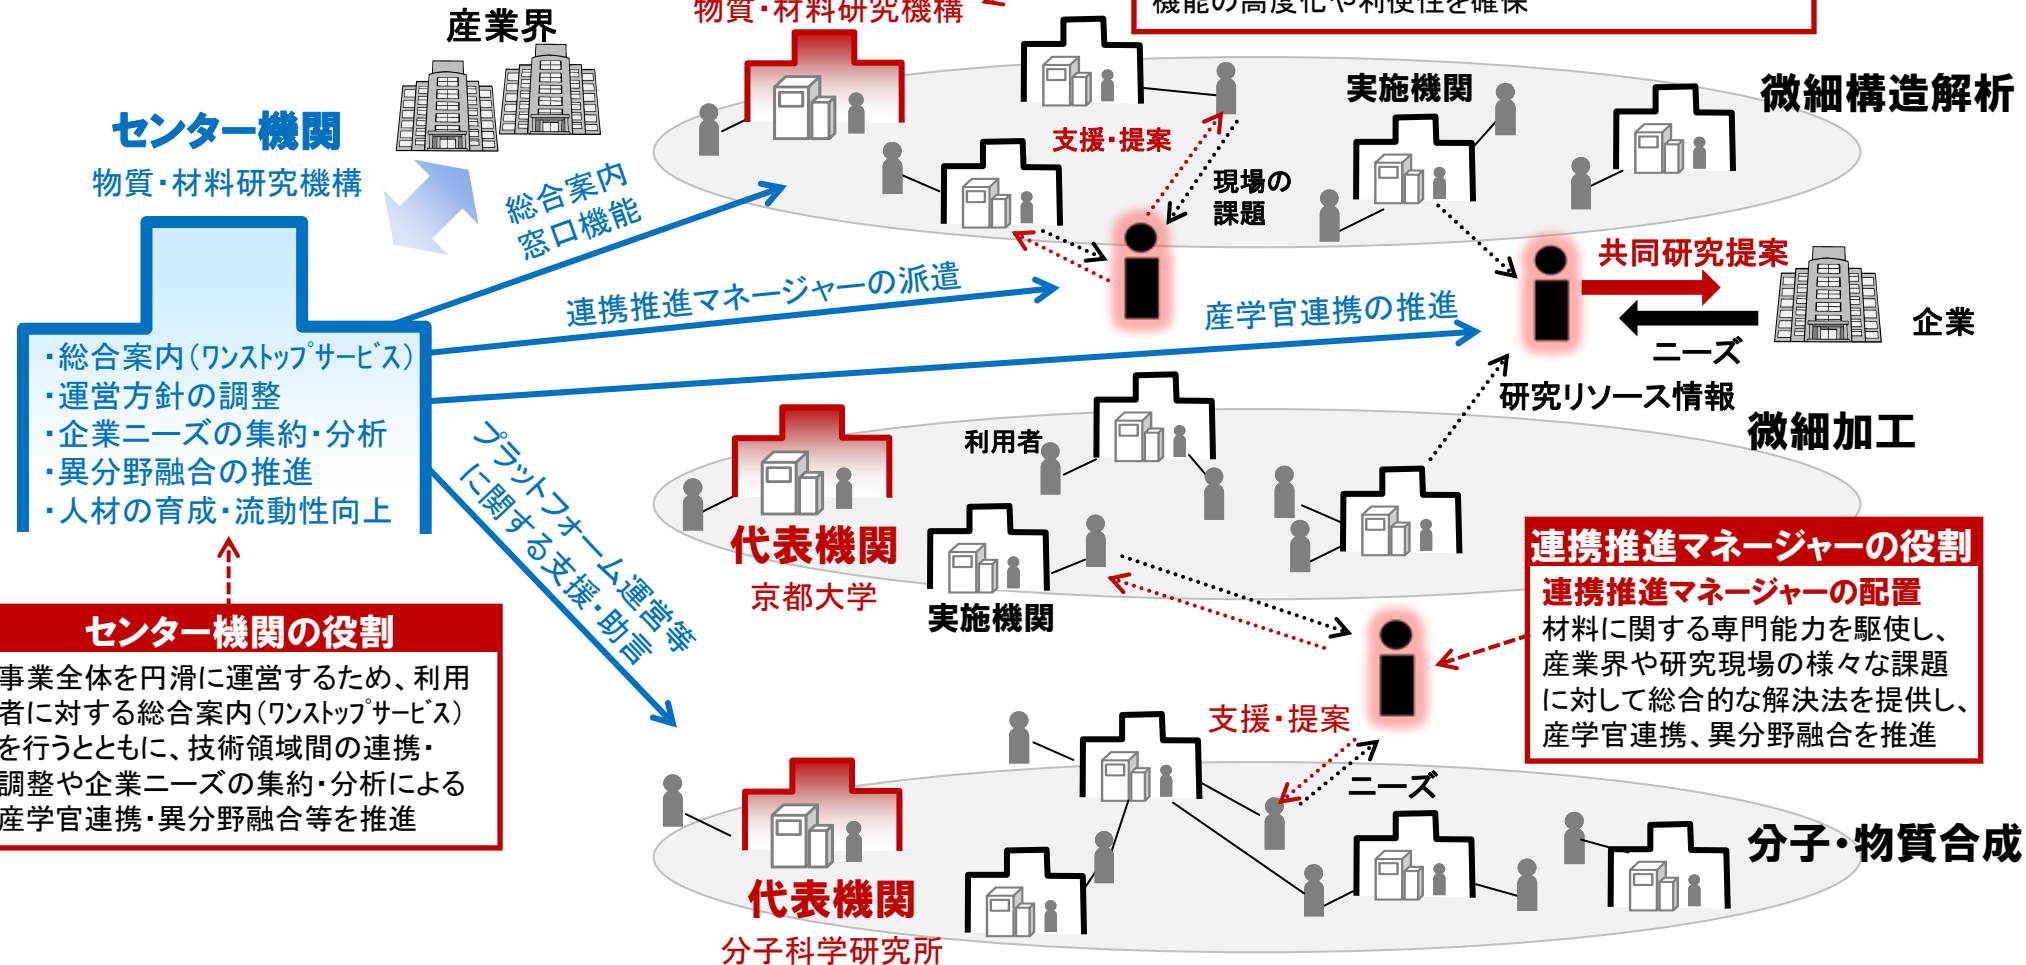 物質・材料研究機構
機能の高度化や利便性を確保
産業界
センター機関
物質・材料研究機構
・総合案内（ワンストップサービス）
・運営方針の調整
・企業ニーズの集約・分析
・異分野融合の推進
・人材の育成・流動性向上
センター機関の役割
事業全体を円滑に運営するため、利用
者に対する総合案内（ワンストップサービス）
を行うとともに、技術領域間の連携・
調整や企業ニーズの集約・分析による
産学官連携・異分野融合等を推進
総合案内
窓口機能
連携推進マネージャーの派遣
産学官連携の推進
プラットフォーム運営等
に関する支援・助言
微細構造解析
実施機関
支援・提案
現場の
課題
共同研究提案
企業
ニーズ
研究リソース情報
微細加工
利用者
代表機関
京都大学
実施機関
連携推進マネージャーの役割
連携推進マネージャーの配置
材料に関する専門能力を駆使し、
産業界や研究現場の様々な課題
に対して総合的な解決法を提供し、
産学官連携、異分野融合を推進
支援・提案
ニーズ
分子・物質合成
代表機関
分子科学研究所